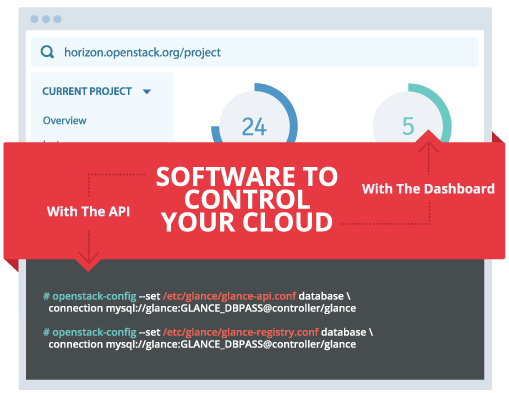 horizon.openstack.org/project
CURRENT PROJECT
Overview
24
5
SOFTWARE TO
CONTROL
YOUR CLOUD
With The Dashboard
With The API
# openstack-config --set /etc/glance/glance-api.conf database \
connection mysql://glance:GLANCE_DBPASS@controller/glance
# openstack-config --set /etc/glance/glance-registry.conf database \
connection mysql://glance:GLANCE_DBPASS@controller/glance